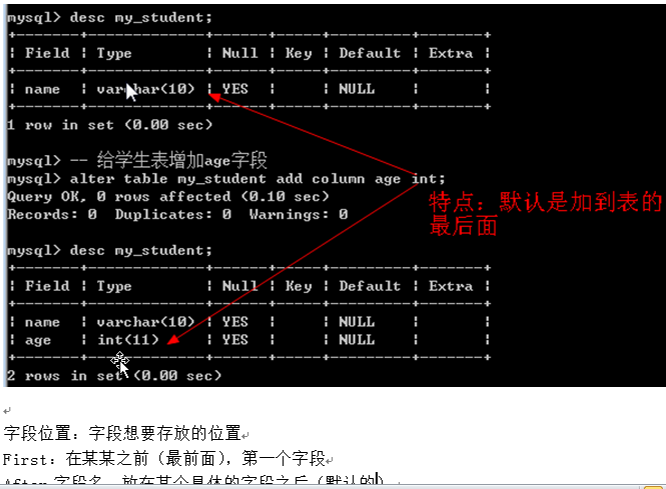 mysql> desc my_student;
+-------+-------------+------+-----+---------+-------+
| Field | Type | Null | Key | Default | Extra |
+-------+-------------+------+-----+---------+-------+
| name | varchar(10) | YES | | NULL | |
+-------+-------------+------+-----+---------+-------+
1 row in set (0.00 sec)
mysql> -- 给学生表增加age字段
mysql> alter table my_student add column age int;
Query OK, 0 rows affected (0.10 sec)
Records: 0 Duplicates: 0 Warnings: 0
特点：默认是加到表的
最后面
mysql> desc my_student;
+-------+-------------+------+-----+---------+-------+
| Field | Type | Null | Key | Default | Extra |
+-------+-------------+------+-----+---------+-------+
| name | varchar(10) | YES | | NULL | |
| age | int(11) | YES | | NULL | |
+-------+-------------+------+-----+---------+-------+
2 rows in set (0.00 sec)
字段位置：字段想要存放的位置
First：在某某之前（最前面），第一个字段
After 字段名，放在某个具体的字段之后（默认的）